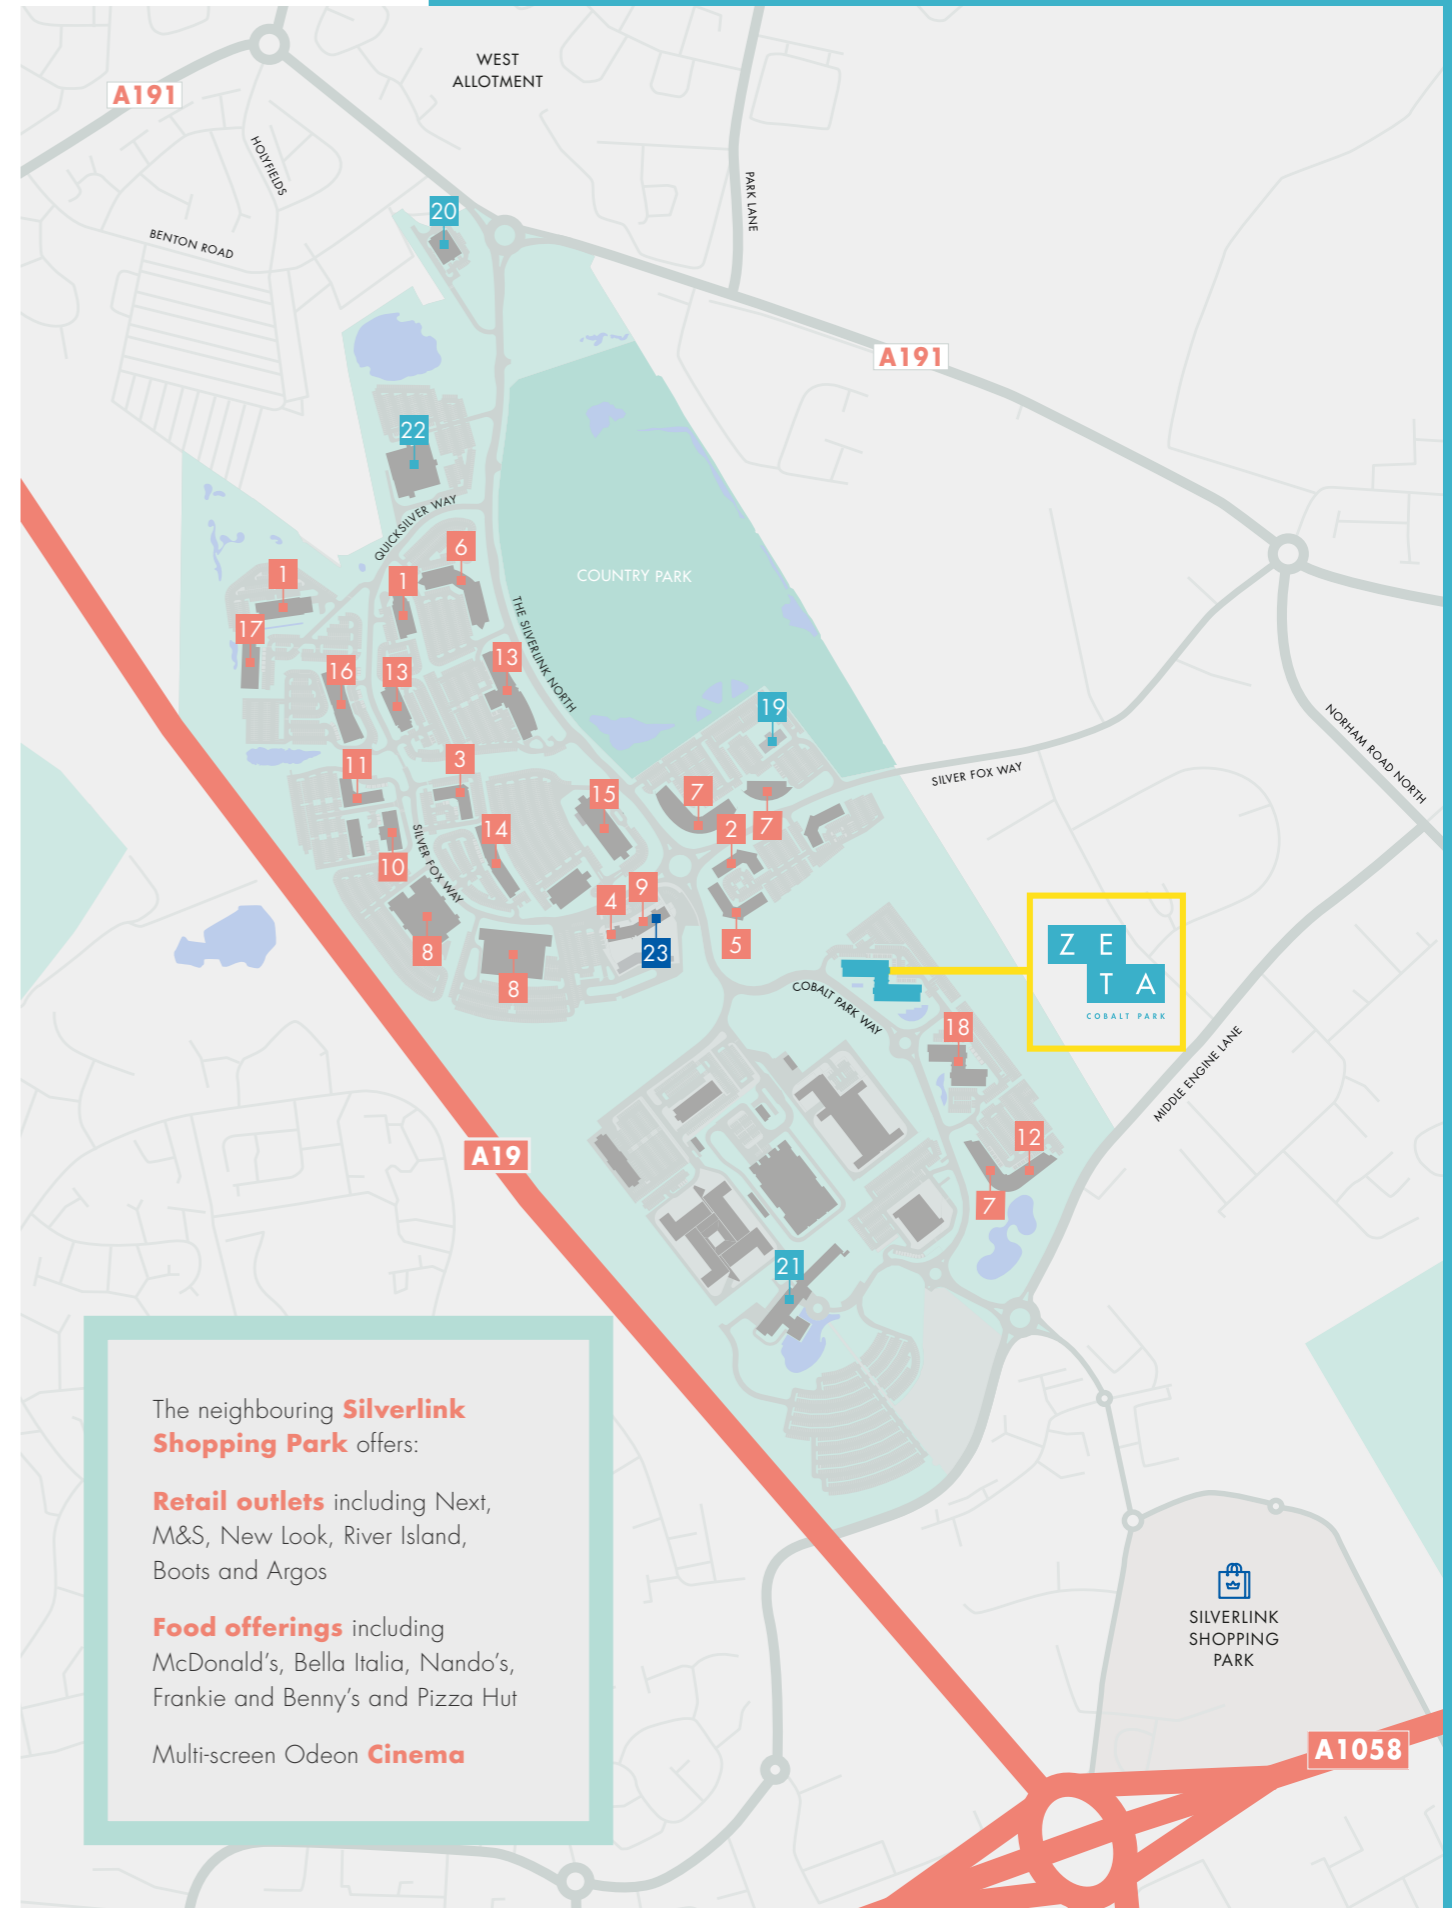 WEST
ALLOTMENT
A191
HOLYFIELDS
PARK LANE
20
BENTON ROAD
A191
22
QUICKSILVER WAY
6
1
1
COUNTRY PARK
THE SILVERLINK NORTH
17
13
16
13
19
NORHAM ROAD NORTH
11
3
SILVER FOX WAY
15
7
14
2
7
SILVER FOX WAY
10
9
4
8
5
23
Z E
T A
COBALT PARK
8
COBALT PARK WAY
18
MIDDLE ENGINE LANE
12
A19
7
21
The neighbouring Silverlink
Shopping Park offers:
Retail outlets including Next,
M&S, New Look, River Island,
Boots and Argos
Food offerings including
McDonald's, Bella Italia, Nando's,
Frankie and Benny's and Pizza Hut
Multi-screen Odeon Cinema
SILVERLINK
SHOPPING
PARK
A1058